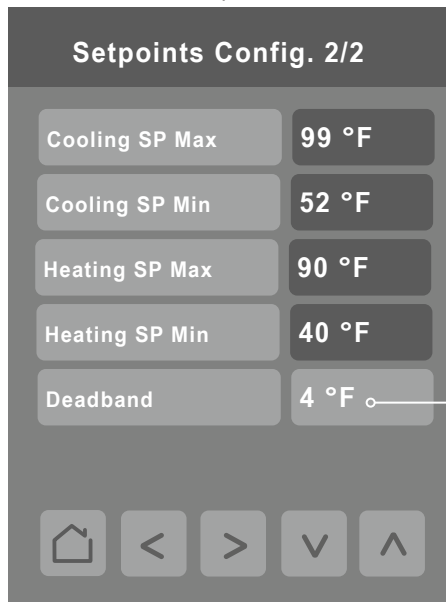 Setpoints Config. 2/2
Cooling SP Max 99 °F
Cooling SP Min 52 °F
Heating SP Max 90 °F
Heating SP Min 40 °F
Deadband 4 °F